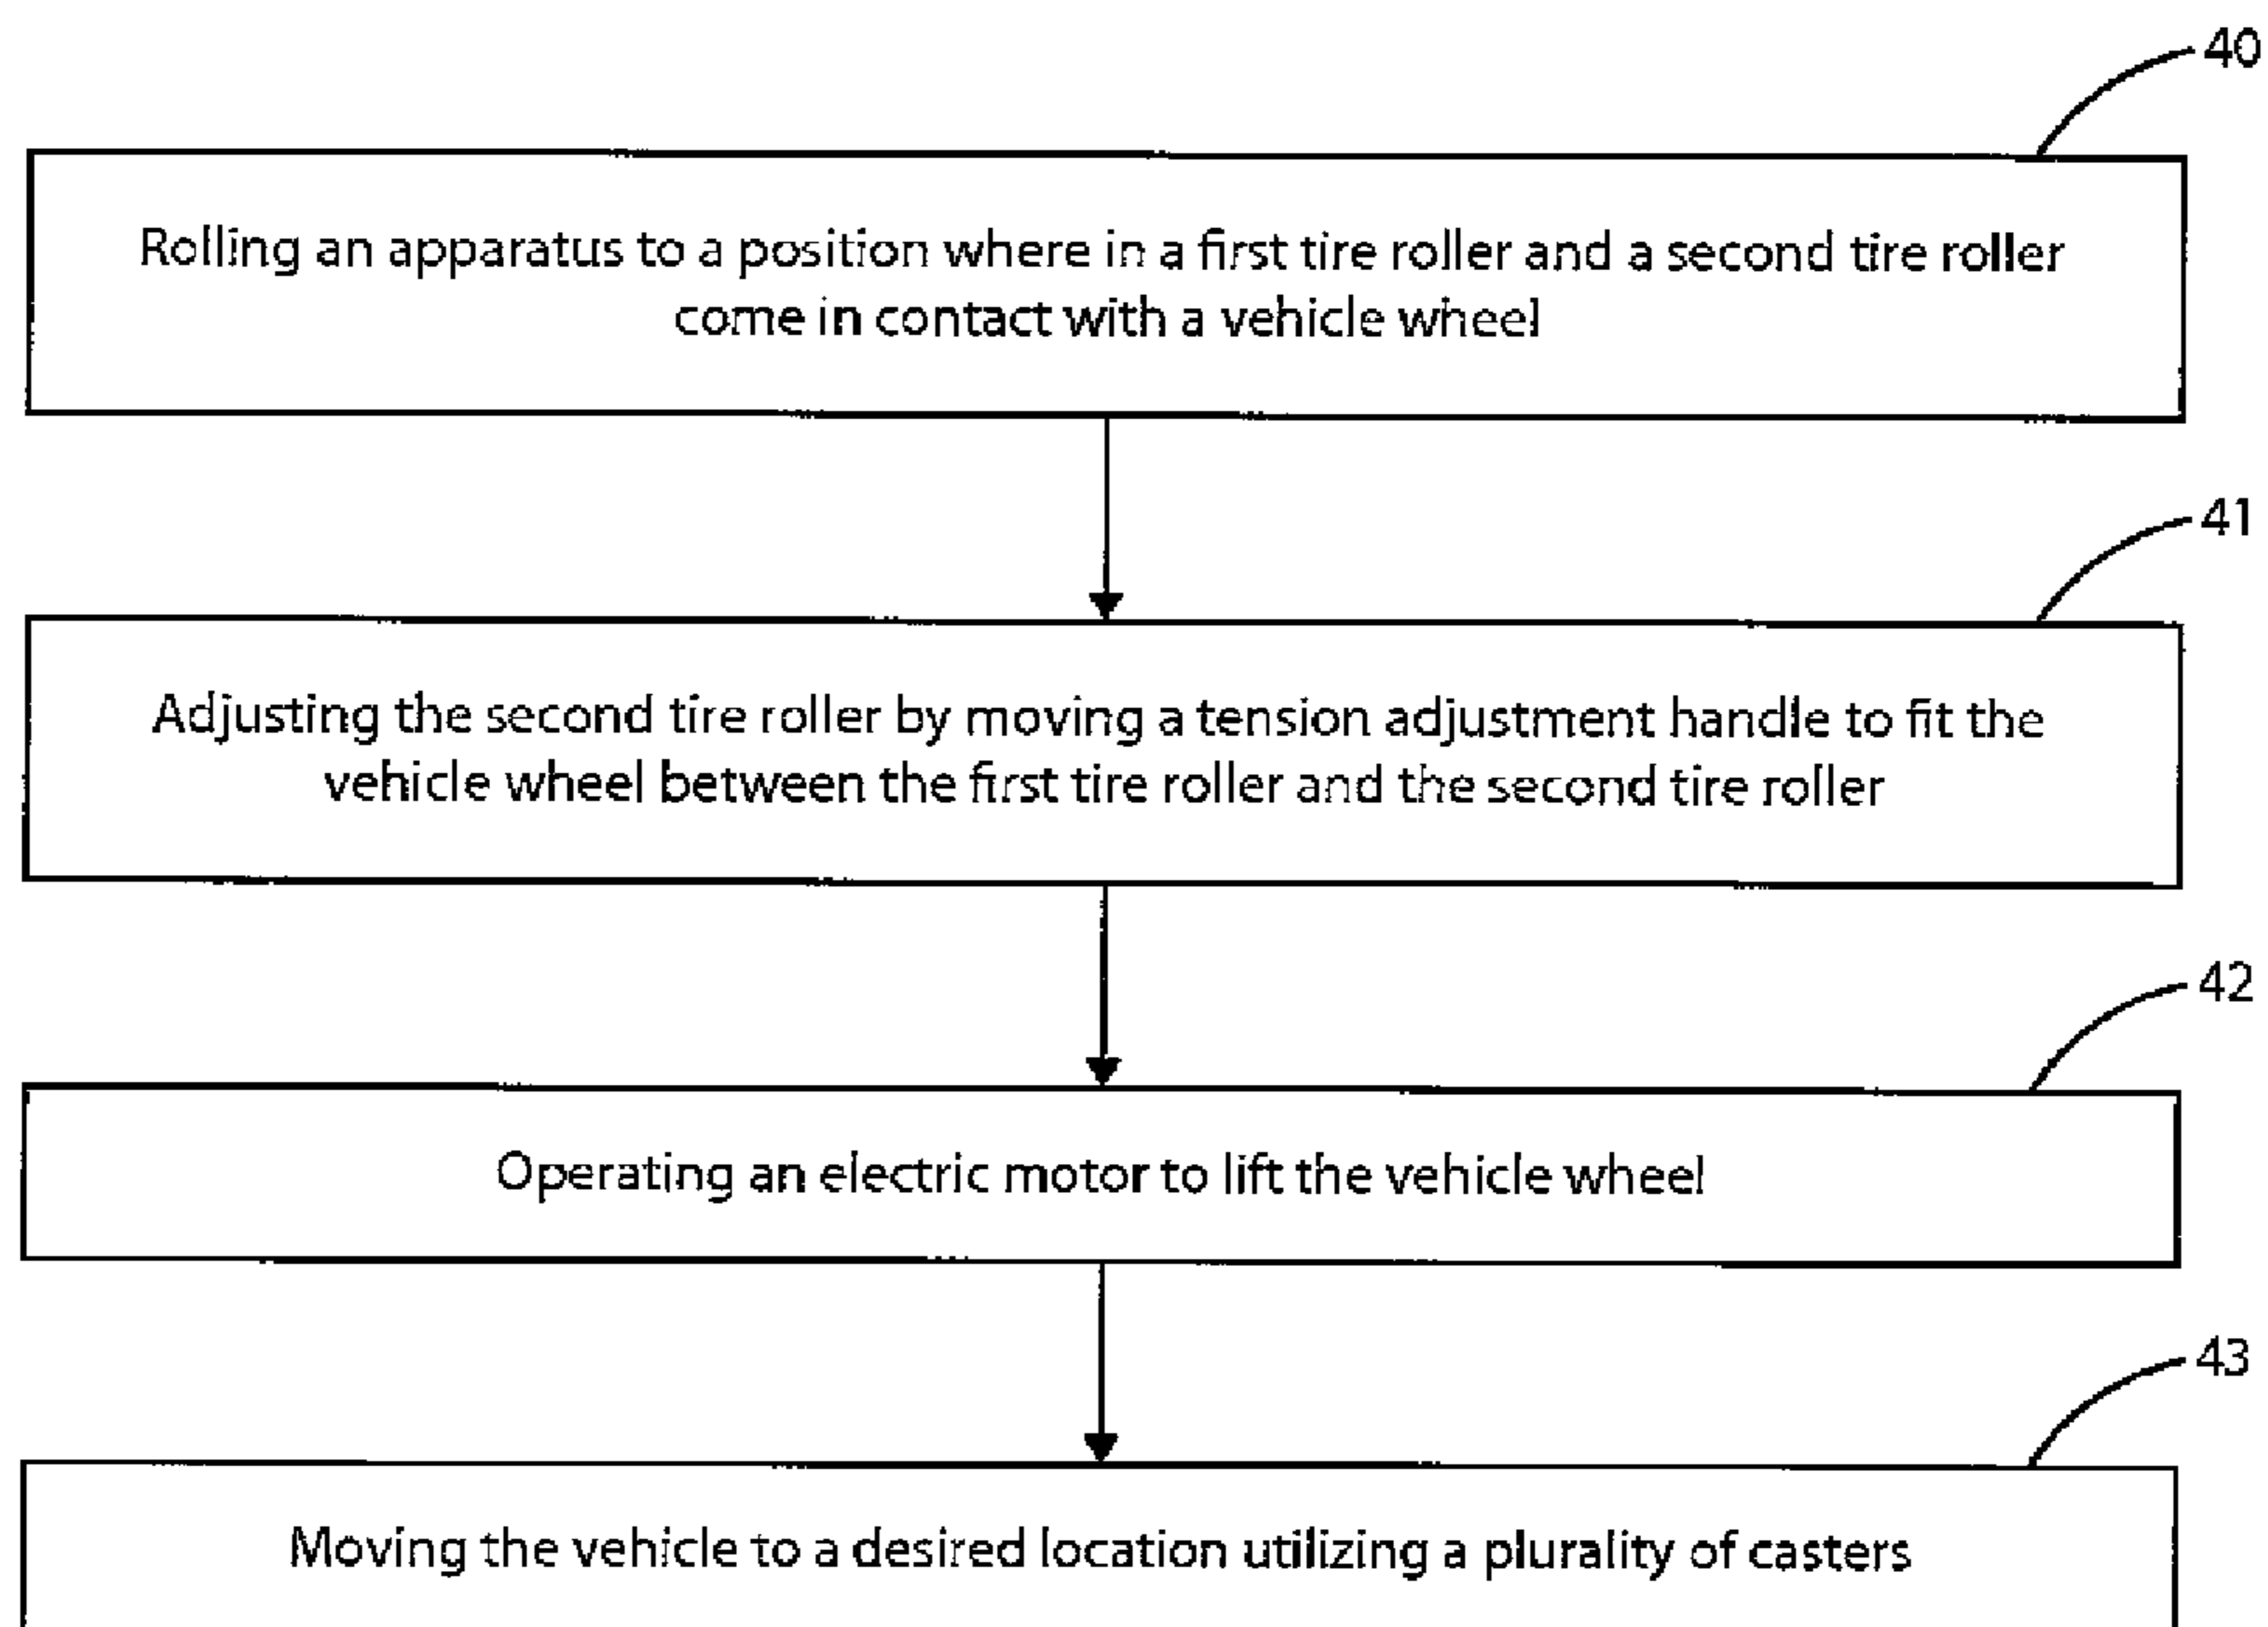 40
Rolling an apparatus to a position where in a first tire roller and a second tire roller
come in contact with a vehicle wheel
41
Adjusting the second tire roller by moving a tension adjustment handle to fit the
vehicle wheel between the first tire roller and the second tire roller
42
Operating an electric motor to lift the vehicle wheel
43
Moving the vehicle to a desired location utilizing a plurality of casters